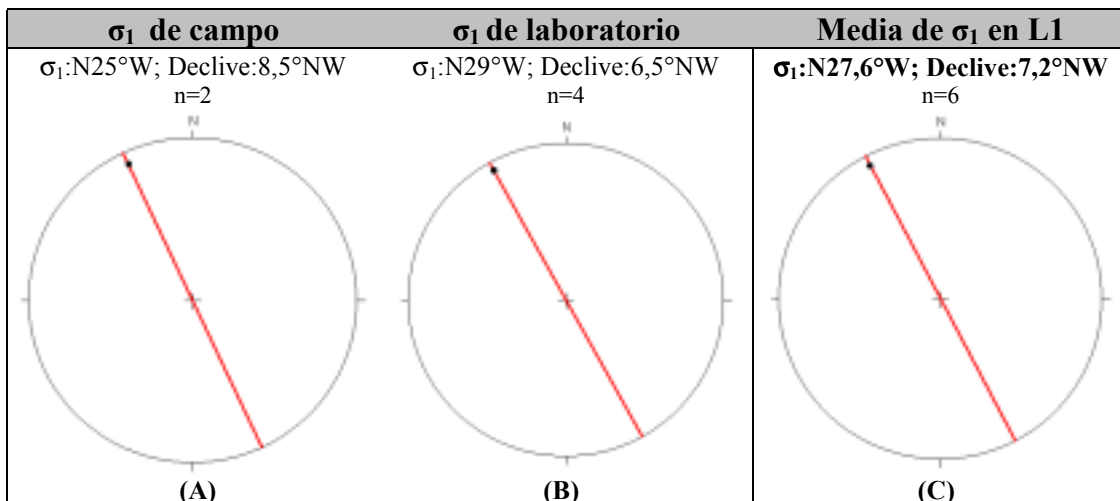 σ₁ de campo
σ₁:N25°W; Declive:8,5°NW
n=2
N
(A)
σ₁ de laboratorio
σ₁:N29°W; Declive:6,5°NW
n=4
N
(B)
Media de σ₁ en L1
σ₁:N27,6°W; Declive:7,2°NW
n=6
N
(C)